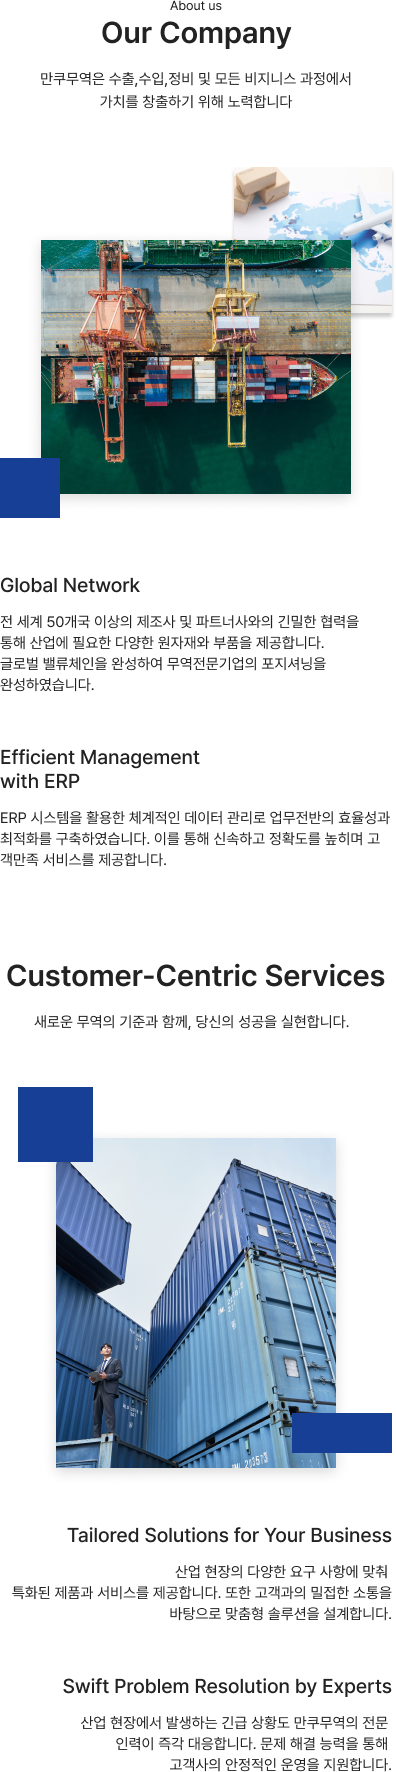 About us
Our Company
만쿠무역은 수출,수입,정비 및 모든 비지니스 과정에서
가치를 창출하기 위해 노력합니다
Global Network
전 세계 50개국 이상의 제조사 및 파트너사와의 긴밀한 협력을
통해 산업에 필요한 다양한 원자재와 부품을 제공합니다.
글로벌 밸류체인을 완성하여 무역전문기업의 포지셔닝을
완성하였습니다.
Efficient Management
with ERP
ERP 시스템을 활용한 체계적인 데이터 관리로 업무전반의 효율성과
최적화를 구축하였습니다. 이를 통해 신속하고 정확도를 높히며 고
객만족 서비스를 제공합니다.
Customer-Centric Services
새로운 무역의 기준과 함께, 당신의 성공을 실현합니다.
Tailored Solutions for Your Business
산업 현장의 다양한 요구 사항에 맞춰
특화된 제품과 서비스를 제공합니다. 또한 고객과의 밀접한 소통을
바탕으로 맞춤형 솔루션을 설계합니다.
Swift Problem Resolution by Experts
산업 현장에서 발생하는 긴급 상황도 만쿠무역의 전문
인력이 즉각 대응합니다. 문제 해결 능력을 통해
고객사의 안정적인 운영을 지원합니다.